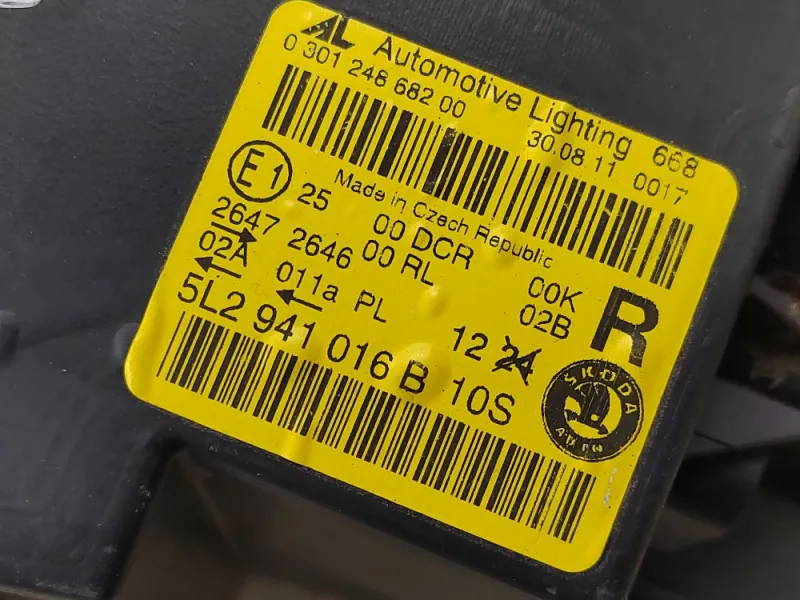 AL Automotive Lighting 668
0 301 248 682 00 30.08.11 0017
Made in Czech Republic
E1 25 00 DCR 00K
2647 2646 00 RL 02B R
02A 011a PL 12 24
5L2 941 016 B 10S
SKODA
AUTO